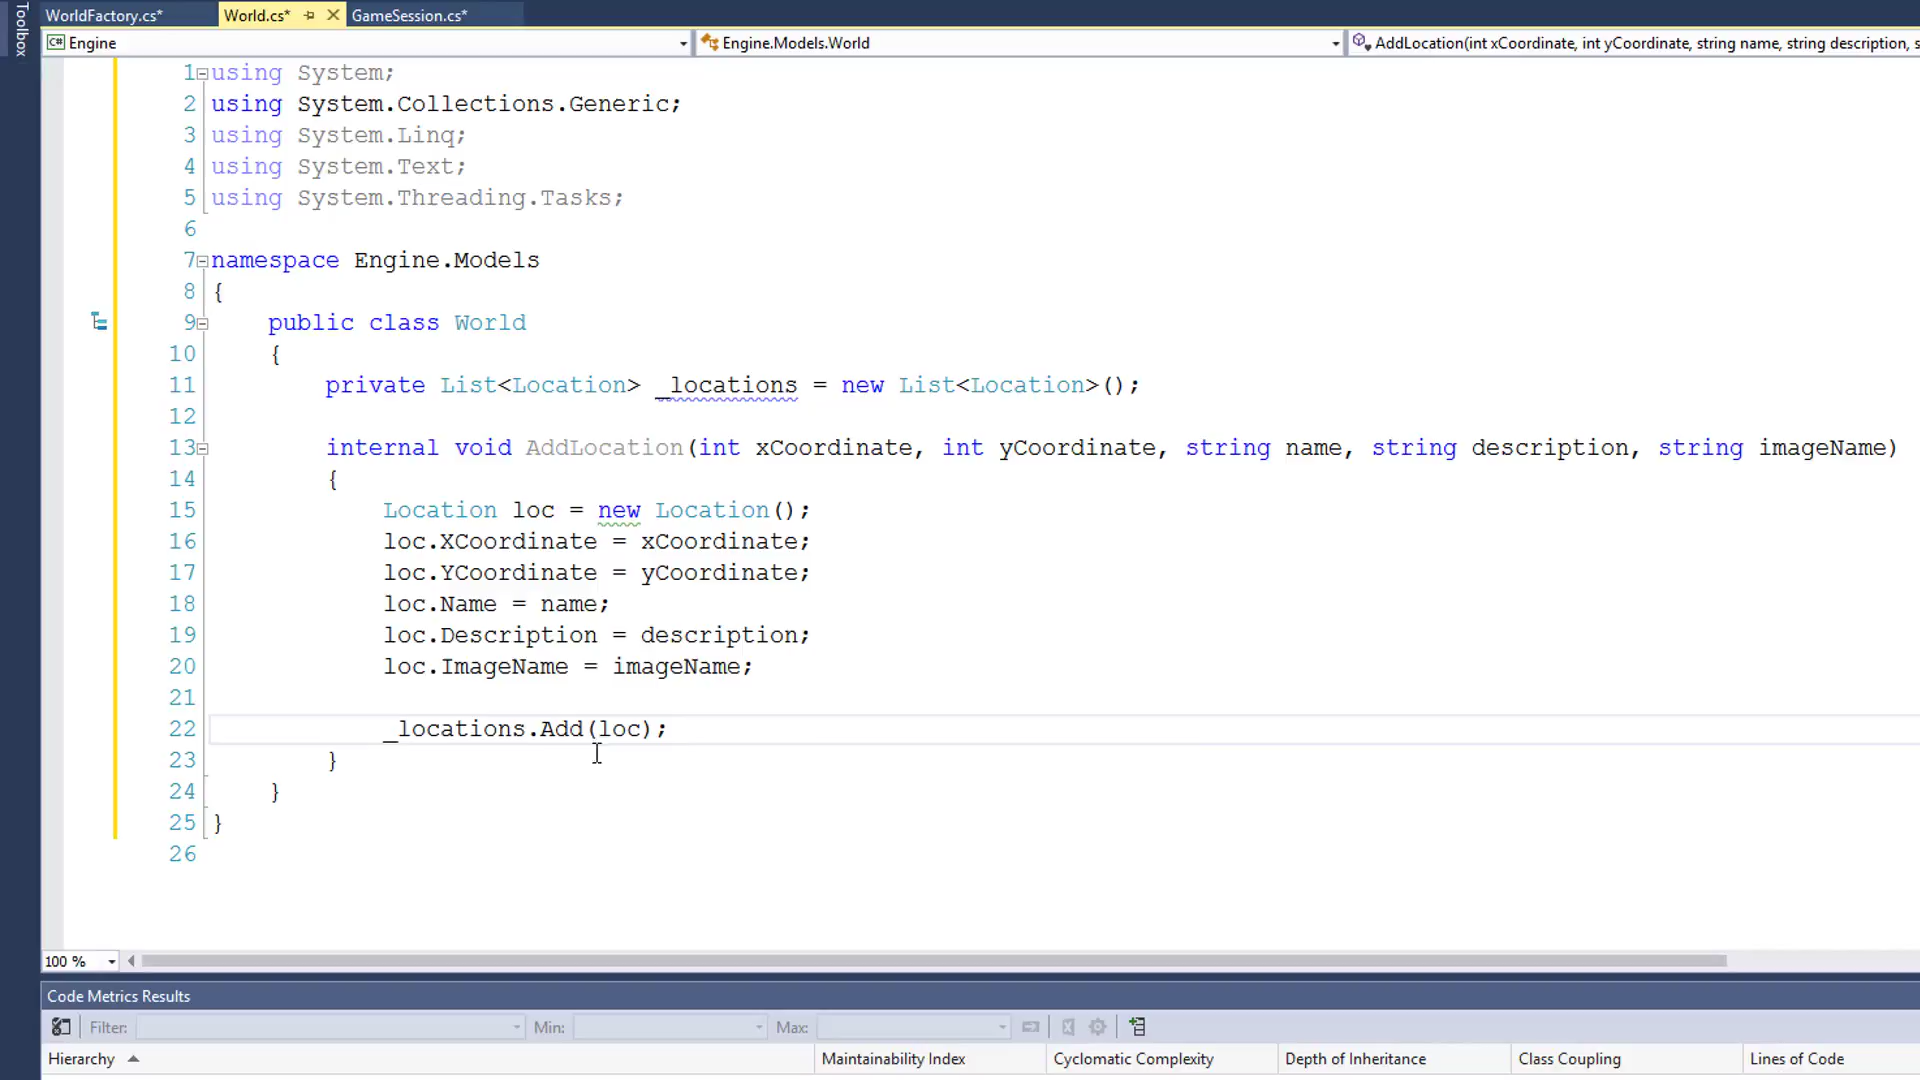 Toolbox
WorldFactory.cs*
World.cs*
GameSession.cs*
C# Engine
Engine.Models.World
AddLocation(int xCoordinate, int yCoordinate, string name, string description, s
1 using System;
2 using System.Collections.Generic;
3 using System.Linq;
4 using System.Text;
5 using System.Threading.Tasks;
6
7 namespace Engine.Models
8 {
9 public class World
10 {
11 private List<Location> _locations = new List<Location>();
12
13 internal void AddLocation(int xCoordinate, int yCoordinate, string name, string description, string imageName)
14 {
15 Location loc = new Location();
16 loc.XCoordinate = xCoordinate;
17 loc.YCoordinate = yCoordinate;
18 loc.Name = name;
19 loc.Description = description;
20 loc.ImageName = imageName;
21
22 _locations.Add(loc);
23 }
24 }
25 }
26
100 %
Code Metrics Results
Filter: Min: Max:
Hierarchy Maintainability Index Cyclomatic Complexity Depth of Inheritance Class Coupling Lines of Code